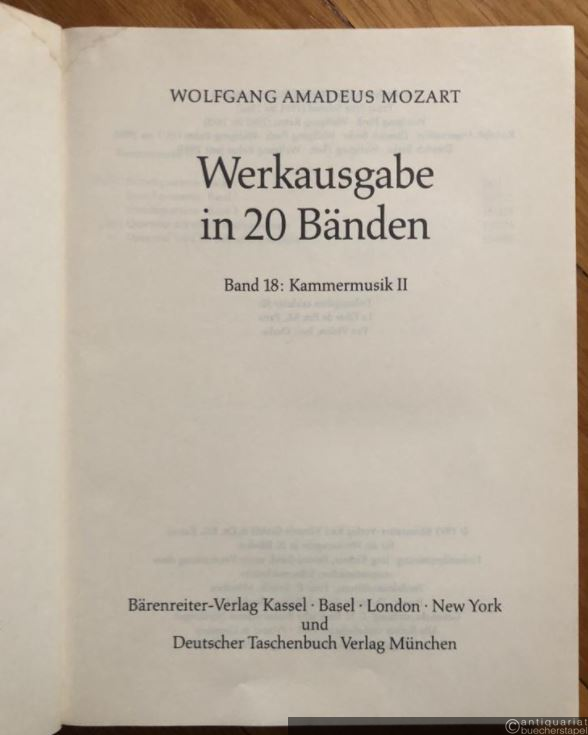 WOLFGANG AMADEUS MOZART
Werkausgabe
in 20 Bänden
Band 18: Kammermusik II
Bärenreiter-Verlag Kassel · Basel · London · New York
und
Deutscher Taschenbuch Verlag München
antiquariat
buecherstapel